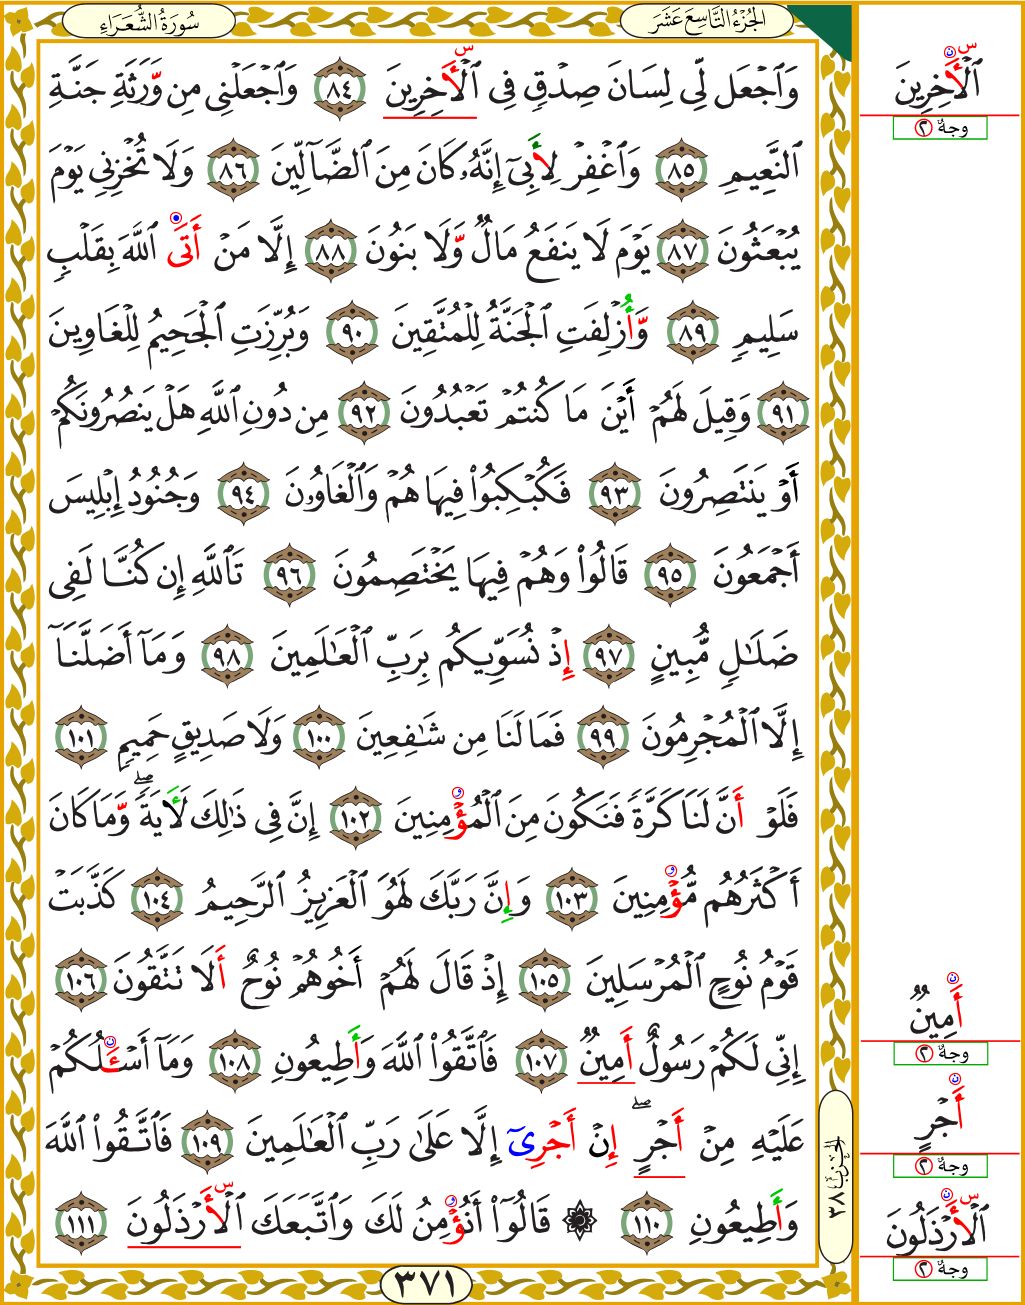 سُورَةُ الشُّعَرَاءِ
الجُزْءُ التَّاسِعَ عَشَرَ
وَٱجۡعَل لِّي لِسَانَ صِدۡقٖ فِي ٱلۡأٓخِرِينَ ٨٤ وَٱجۡعَلۡنِي مِن وَّرَثَةِ جَنَّةِ
ٱلنَّعِيمِ ٨٥ وَٱغۡفِرۡ لِأَبِيٓ إِنَّهُۥ كَانَ مِنَ ٱلضَّآلِّينَ ٨٦ وَلَا تُخۡزِنِي يَوۡمَ
يُبۡعَثُونَ ٨٧ يَوۡمَ لَا يَنفَعُ مَالٞ وَّلَا بَنُونَ ٨٨ إِلَّا مَنۡ أَتَى ٱللَّهَ بِقَلۡبٖ
سَلِيمٖ ٨٩ وَّأُزۡلِفَتِ ٱلۡجَنَّةُ لِلۡمُتَّقِينَ ٩٠ وَبُرِّزَتِ ٱلۡجَحِيمُ لِلۡغَاوِينَ
٩١ وَقِيلَ لَهُمۡ أَيۡنَ مَا كُنتُمۡ تَعۡبُدُونَ ٩٢ مِن دُونِ ٱللَّهِ هَلۡ يَنصُرُونَكُمۡ
أَوۡ يَنتَصِرُونَ ٩٣ فَكُبۡكِبُواْ فِيهَا هُمۡ وَٱلۡغَاوُۥنَ ٩٤ وَجُنُودُ إِبۡلِيسَ
أَجۡمَعُونَ ٩٥ قَالُواْ وَهُمۡ فِيهَا يَخۡتَصِمُونَ ٩٦ تَٱللَّهِ إِن كُنَّا لَفِي
ضَلَٰلٖ مُّبِينٍ ٩٧ إِذۡ نُسَوِّيكُم بِرَبِّ ٱلۡعَٰلَمِينَ ٩٨ وَمَآ أَضَلَّنَآ
إِلَّا ٱلۡمُجۡرِمُونَ ٩٩ فَمَا لَنَا مِن شَٰفِعِينَ ١٠٠ وَلَا صَدِيقٍ حَمِيمٖ ١٠١
فَلَوۡ أَنَّ لَنَا كَرَّةٗ فَنَكُونَ مِنَ ٱلۡمُؤۡمِنِينَ ١٠٢ إِنَّ فِي ذَٰلِكَ لَأٓيَةٗۖ وَّمَا كَانَ
أَكۡثَرُهُم مُّؤۡمِنِينَ ١٠٣ وَإِنَّ رَبَّكَ لَهُوَ ٱلۡعَزِيزُ ٱلرَّحِيمُ ١٠٤ كَذَّبَتۡ
قَوۡمُ نُوحٍ ٱلۡمُرۡسَلِينَ ١٠٥ إِذۡ قَالَ لَهُمۡ أَخُوهُمۡ نُوحٌ أَلَا تَتَّقُونَ ١٠٦
إِنِّي لَكُمۡ رَسُولٌ أَمِينٞ ١٠٧ فَٱتَّقُواْ ٱللَّهَ وَأَطِيعُونِ ١٠٨ وَمَآ أَسۡـَٔلُكُمۡ
عَلَيۡهِ مِنۡ أَجۡرٍۖ إِنۡ أَجۡرِيَ إِلَّا عَلَىٰ رَبِّ ٱلۡعَٰلَمِينَ ١٠٩ فَٱتَّقُواْ ٱللَّهَ
وَأَطِيعُونِ ١١٠ ۞ قَالُوٓاْ أَنُؤۡمِنُ لَكَ وَٱتَّبَعَكَ ٱلۡأَرۡذَلُونَ ١١١
٣٧١
الحِزْبُ ٣٨
ٱلۡأٓخِرِينَ
وجهٌ ٢
أَمِينٞ
وجهٌ ٢
أَجۡرٍ
وجهٌ ٢
ٱلۡأَرۡذَلُونَ
وجهٌ ٢